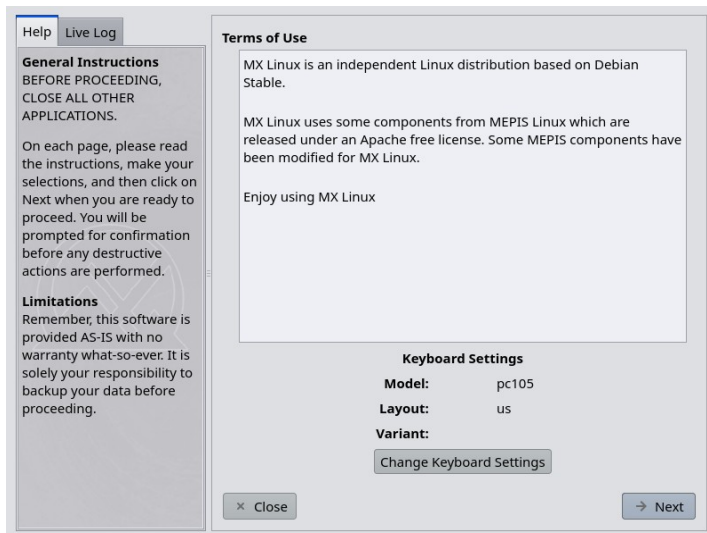 Help
Live Log
General Instructions
BEFORE PROCEEDING,
CLOSE ALL OTHER
APPLICATIONS.
On each page, please read
the instructions, make your
selections, and then click on
Next when you are ready to
proceed. You will be
prompted for confirmation
before any destructive
actions are performed.
Limitations
Remember, this software is
provided AS-IS with no
warranty what-so-ever. It is
solely your responsibility to
backup your data before
proceeding.
Terms of Use
MX Linux is an independent Linux distribution based on Debian
Stable.
MX Linux uses some components from MEPIS Linux which are
released under an Apache free license. Some MEPIS components have
been modified for MX Linux.
Enjoy using MX Linux
Keyboard Settings
Model: pc105
Layout: us
Variant:
Change Keyboard Settings
Close
Next